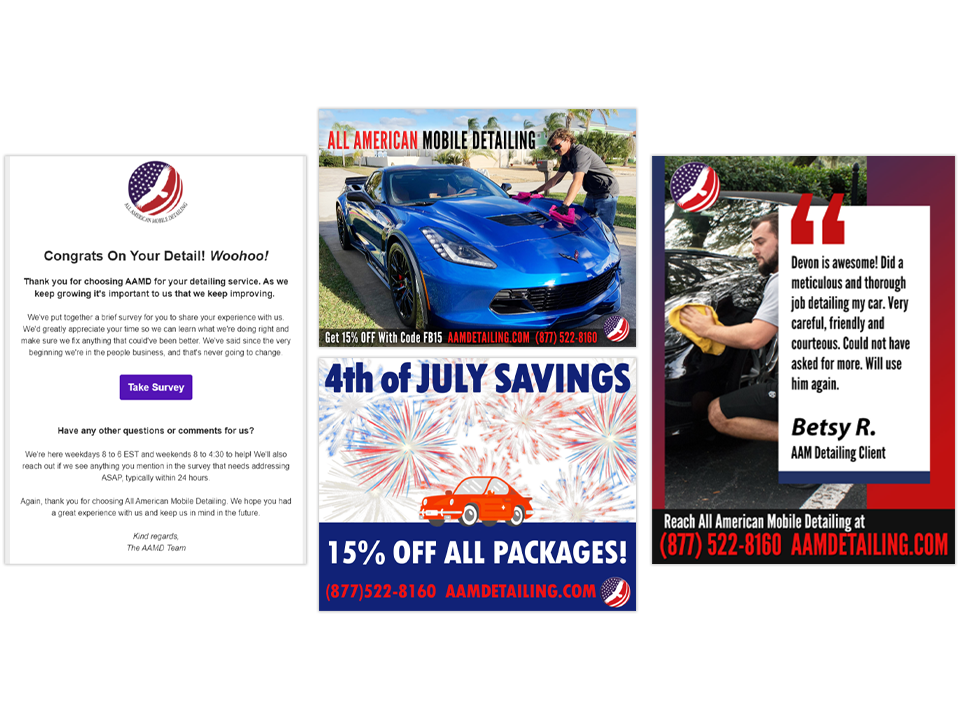 ALL AMERICAN MOBILE DETAILING
Congrats On Your Detail! Woohoo!
Thank you for choosing AAMD for your detailing service. As we
keep growing it's important to us that we keep improving.
We've put together a brief survey for you to share your experience with us.
We'd greatly appreciate your time so we can learn what we're doing right and
make sure we fix anything that could've been better. We've said since the very
beginning we're in the people business, and that's never going to change.
Take Survey
Have any other questions or comments for us?
We're here weekdays 8 to 6 EST and weekends 8 to 4:30 to help! We'll also
reach out if we see anything you mention in the survey that needs addressing
ASAP, typically within 24 hours.
Again, thank you for choosing All American Mobile Detailing. We hope you had
a great experience with us and keep us in mind in the future.
Kind regards,
The AAMD Team
ALL AMERICAN MOBILE DETAILING
Get 15% OFF With Code FB15 AAMDETAILING.COM (877) 522-8160
4th of JULY SAVINGS
15% OFF ALL PACKAGES!
(877)522-8160 AAMDETAILING.COM
Devon is awesome! Did a
meticulous and thorough
job detailing my car. Very
careful, friendly and
courteous. Could not have
asked for more. Will use
him again.
Betsy R.
AAM Detailing Client
Reach All American Mobile Detailing at
(877) 522-8160 AAMDETAILING.COM